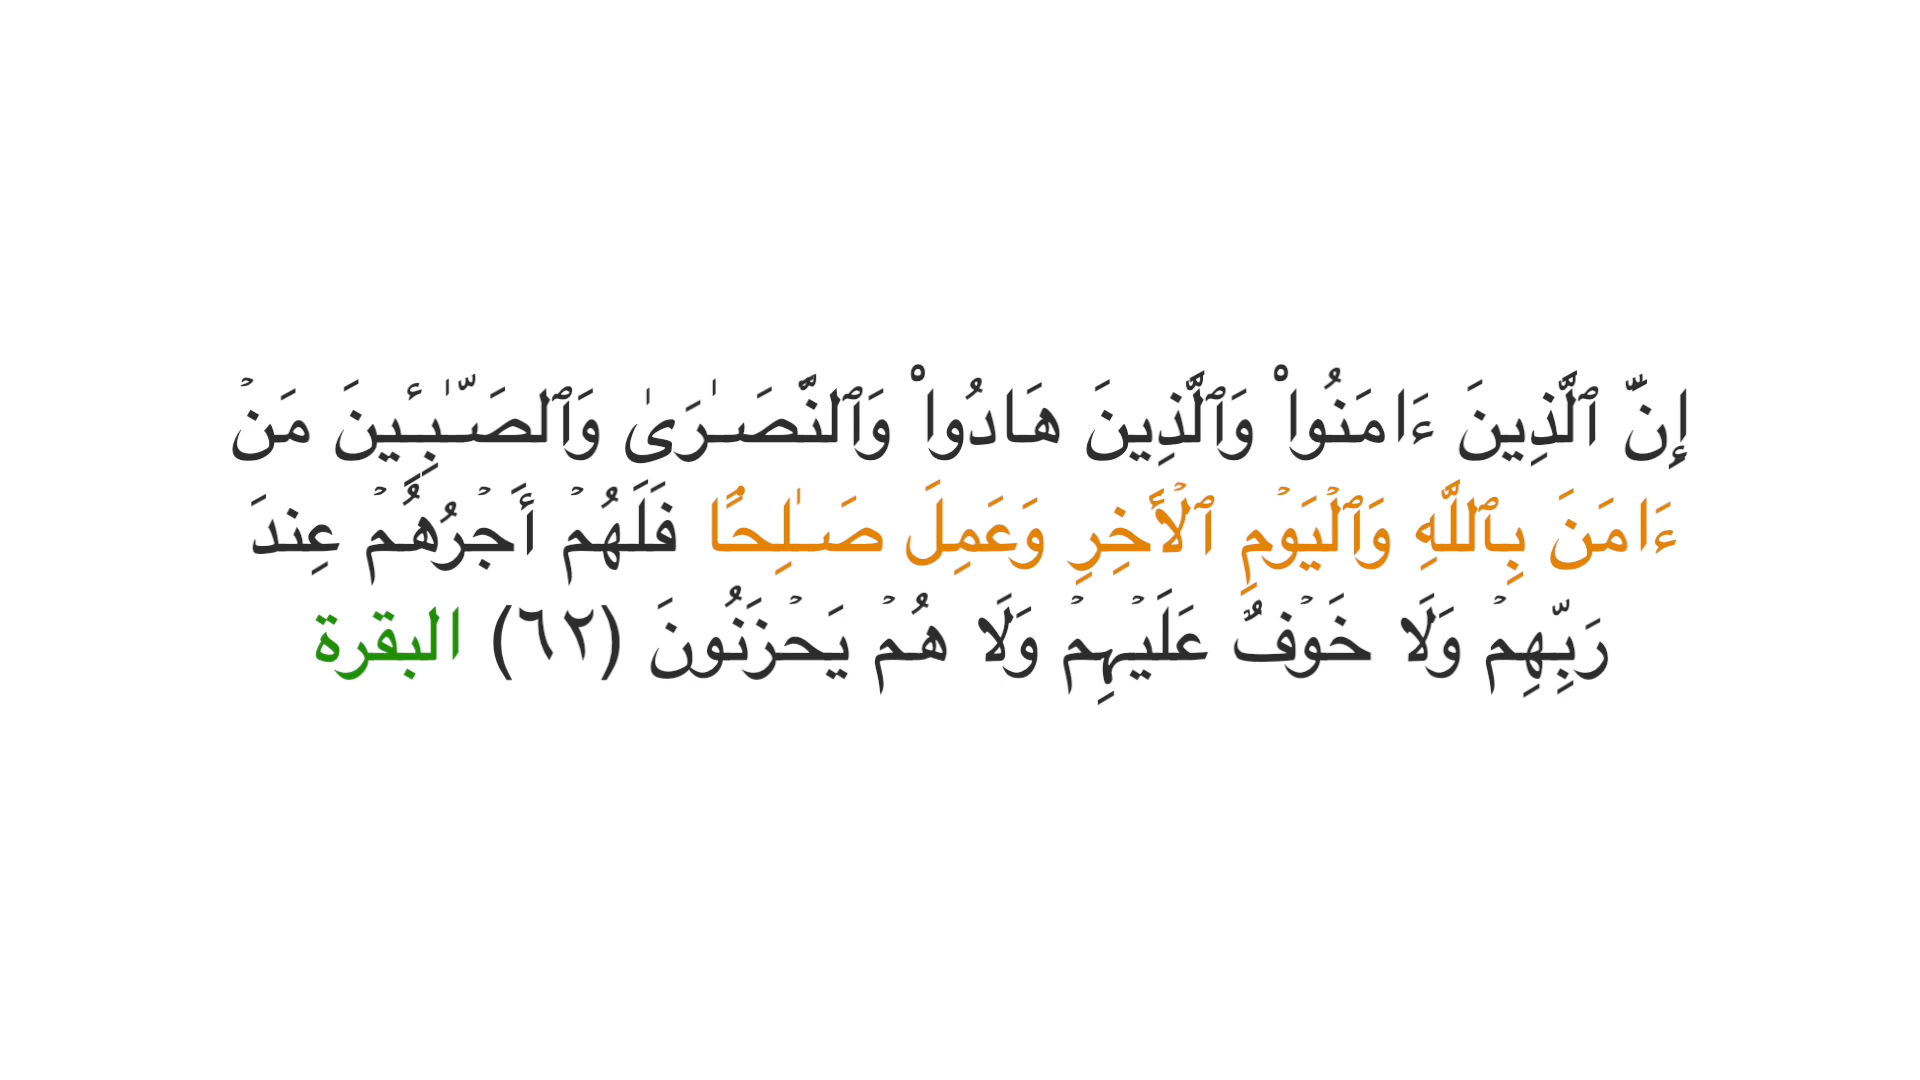 إِنَّ ٱلَّذِينَ ءَامَنُوا۟ وَٱلَّذِينَ هَادُوا۟ وَٱلنَّصَـٰرَىٰ وَٱلصَّـٰبِـِٔينَ مَنۡ
ءَامَنَ بِٱللَّهِ وَٱلۡيَوۡمِ ٱلۡأَخِرِ وَعَمِلَ صَـٰلِحًا فَلَهُمۡ أَجۡرُهُمۡ عِندَ
رَبِّهِمۡ وَلَا خَوۡفٌ عَلَيۡهِمۡ وَلَا هُمۡ يَحۡزَنُونَ (٦٢) البقرة